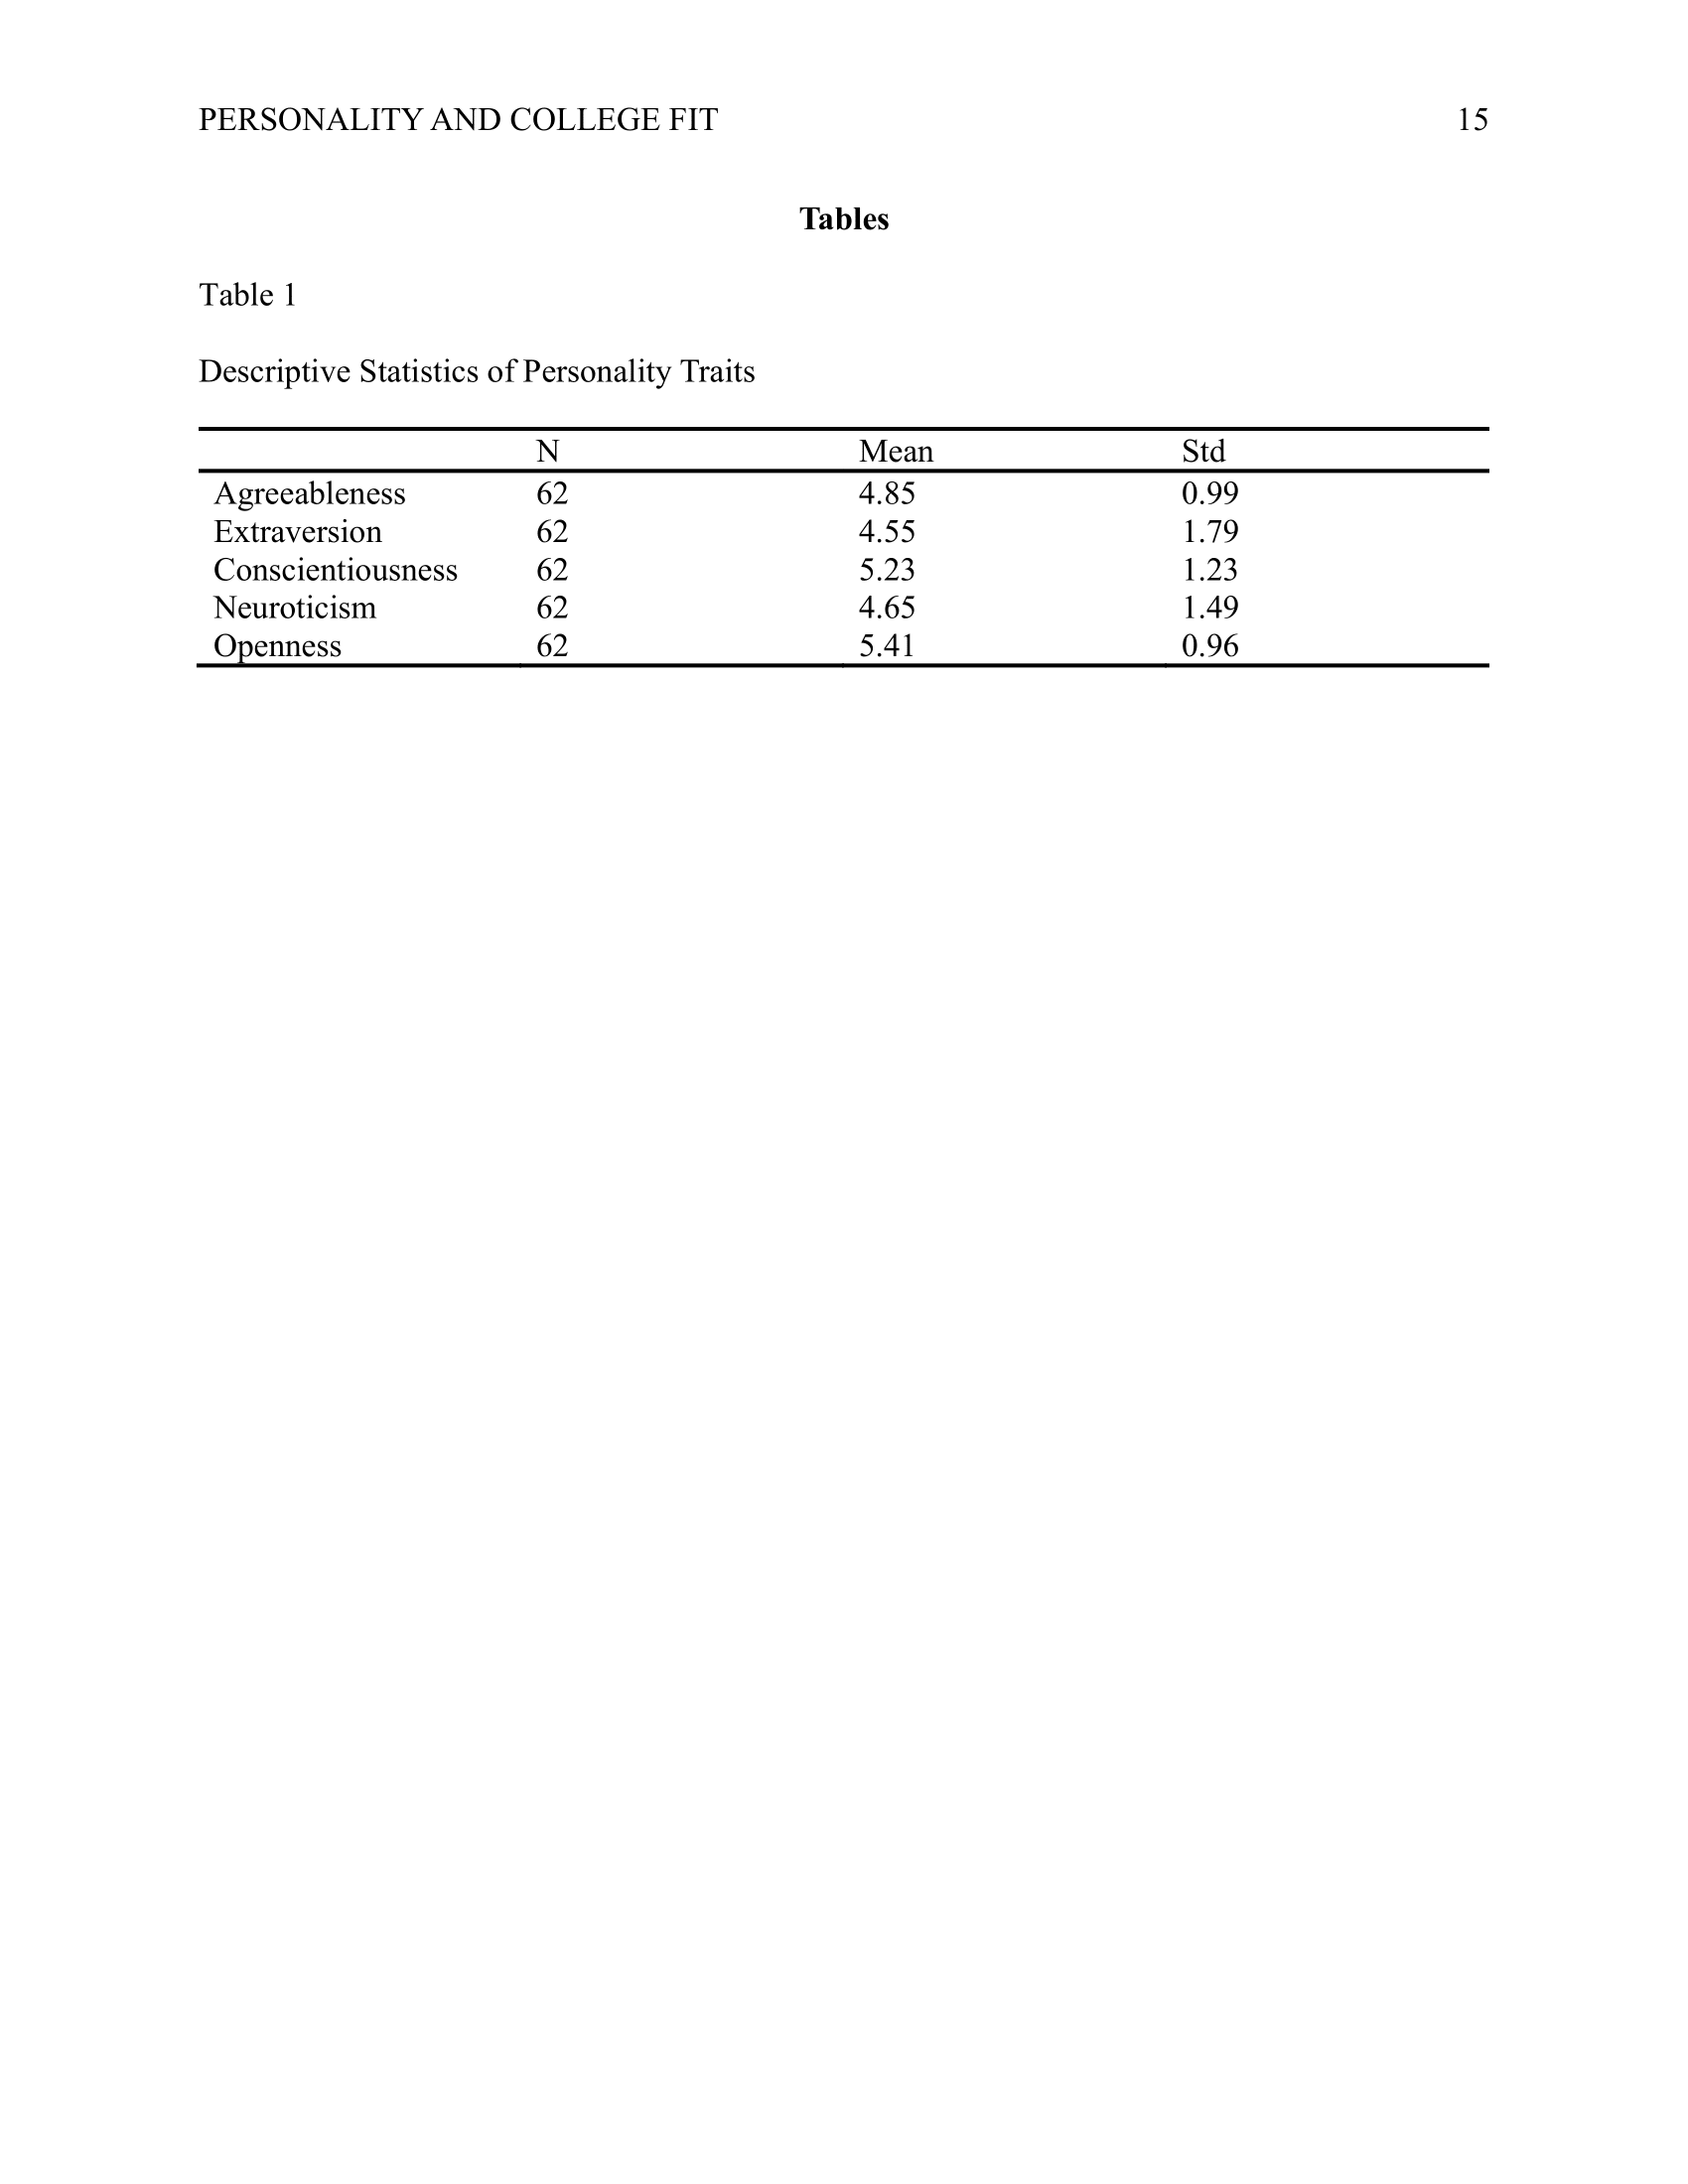 PERSONALITY AND COLLEGE FIT 15
Tables
Table 1
Descriptive Statistics of Personality Traits
N Mean Std
Agreeableness 62 4.85 0.99
Extraversion 62 4.55 1.79
Conscientiousness 62 5.23 1.23
Neuroticism 62 4.65 1.49
Openness 62 5.41 0.96